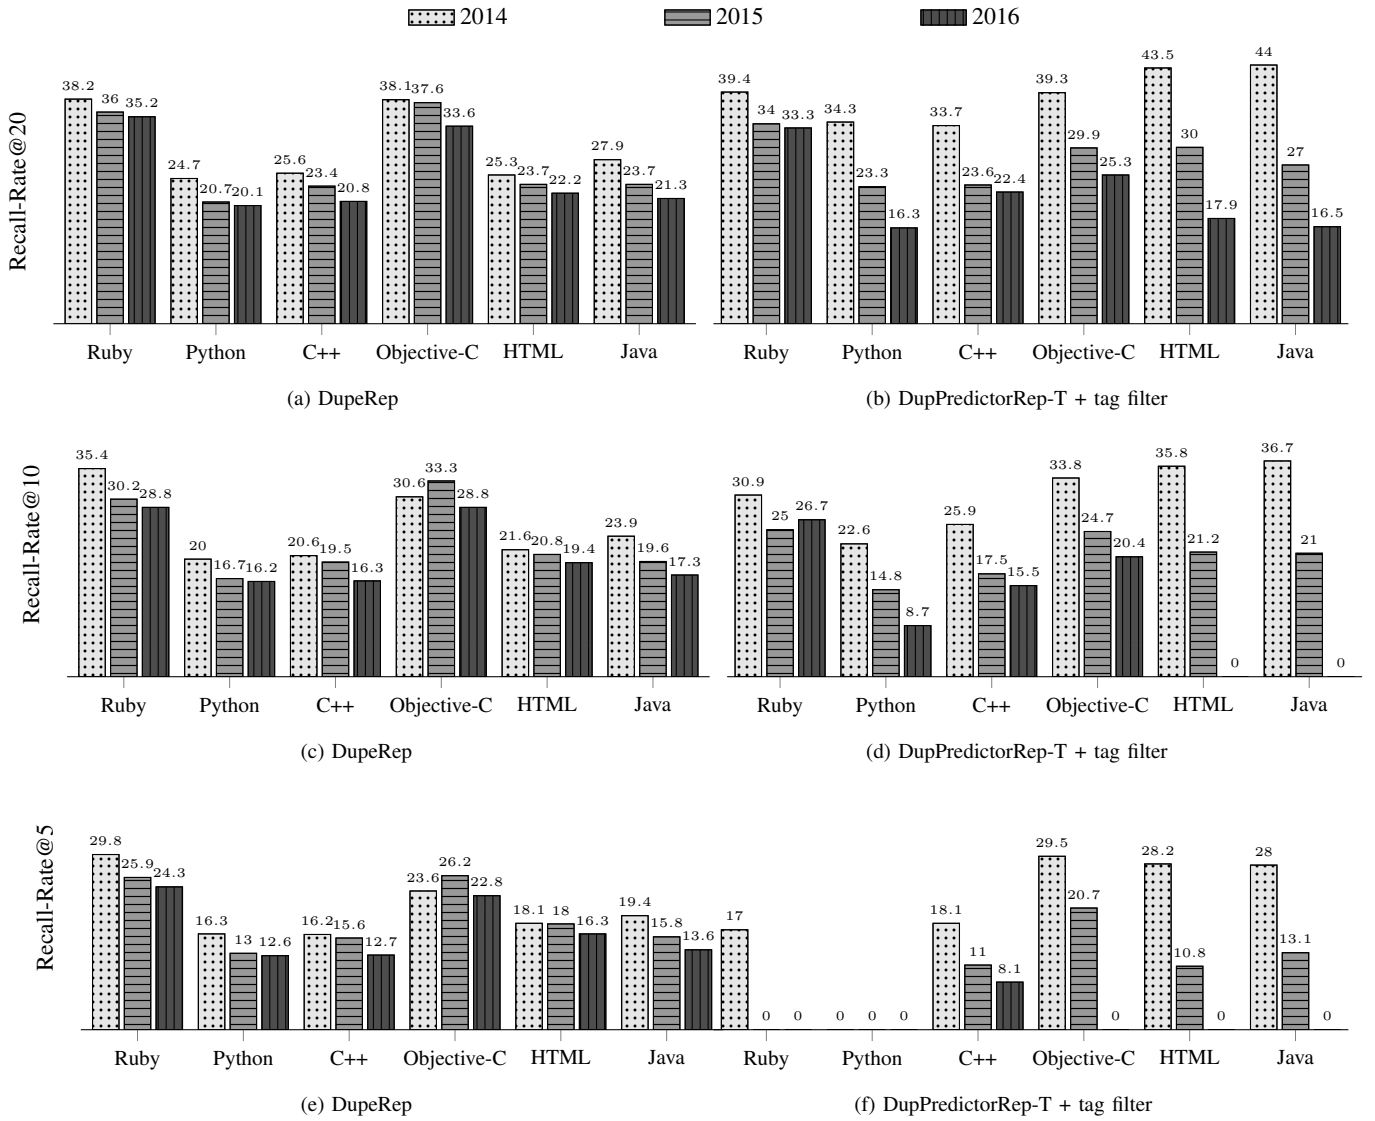 2014 2015 2016
Recall-Rate@20
38.2 36 35.2 24.7 20.7 20.1 25.6 23.4 20.8 38.1 37.6 33.6 25.3 23.7 22.2 27.9 23.7 21.3
Ruby Python C++ Objective-C HTML Java
(a) DupeRep
39.4 34 33.3 34.3 23.3 16.3 33.7 23.6 22.4 39.3 29.9 25.3 43.5 30 17.9 44 27 16.5
Ruby Python C++ Objective-C HTML Java
(b) DupPredictorRep-T + tag filter
Recall-Rate@10
35.4 30.2 28.8 20 16.7 16.2 20.6 19.5 16.3 30.6 33.3 28.8 21.6 20.8 19.4 23.9 19.6 17.3
Ruby Python C++ Objective-C HTML Java
(c) DupeRep
30.9 25 26.7 22.6 14.8 8.7 25.9 17.5 15.5 33.8 24.7 20.4 35.8 21.2 0 36.7 21 0
Ruby Python C++ Objective-C HTML Java
(d) DupPredictorRep-T + tag filter
Recall-Rate@5
29.8 25.9 24.3 16.3 13 12.6 16.2 15.6 12.7 23.6 26.2 22.8 18.1 18 16.3 19.4 15.8 13.6
Ruby Python C++ Objective-C HTML Java
(e) DupeRep
17 0 0 0 0 0 18.1 11 8.1 29.5 20.7 0 28.2 10.8 0 28 13.1 0
Ruby Python C++ Objective-C HTML Java
(f) DupPredictorRep-T + tag filter